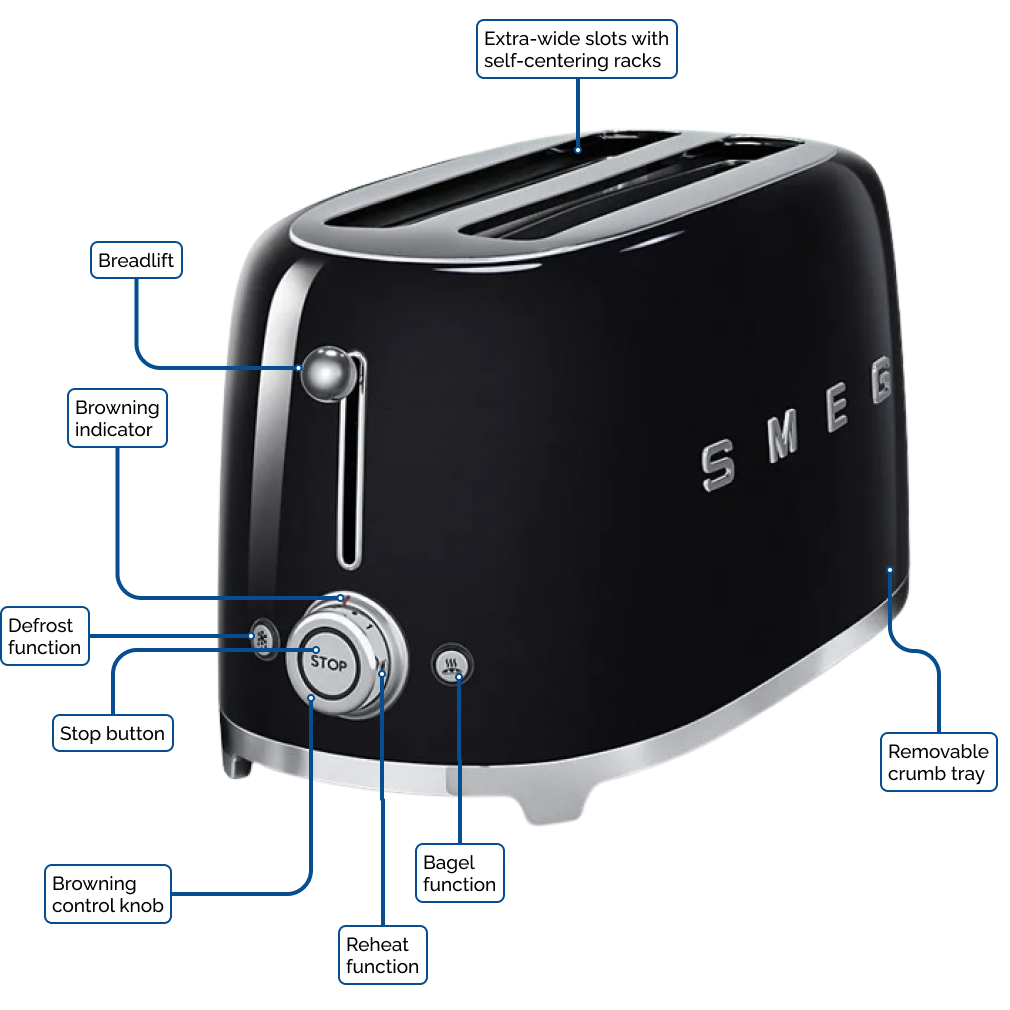 Extra-wide slots with
self-centering racks
Breadlift
Browning
indicator
SMEG
Defrost
function
STOP
Stop button
Removable
crumb tray
Bagel
function
Browning
control knob
Reheat
function